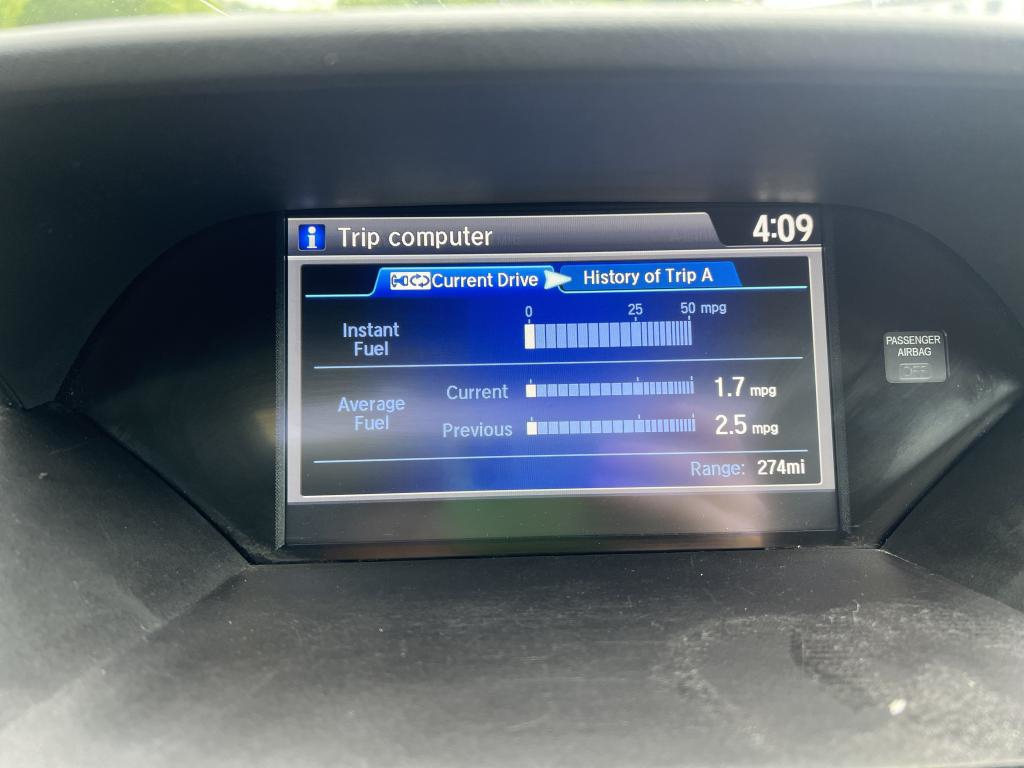 i Trip computer 4:09
Current Drive History of Trip A
0 25 50 mpg
Instant
Fuel
Average
Fuel
Current 1.7 mpg
Previous 2.5 mpg
Range: 274mi
PASSENGER
AIRBAG
OFF